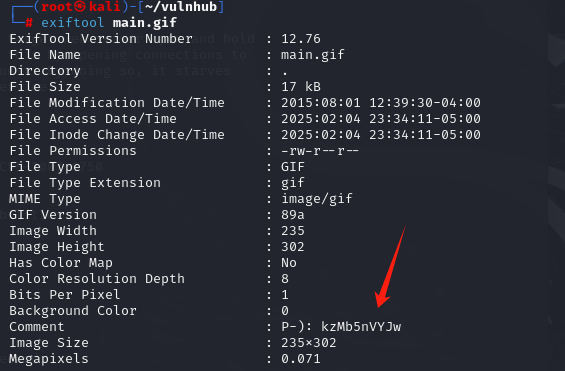 ┌──(root㉿kali)-[~/vulnhub]
└─# exiftool main.gif
ExifTool Version Number : 12.76
File Name : main.gif
Directory : .
File Size : 17 kB
File Modification Date/Time : 2015:08:01 12:39:30-04:00
File Access Date/Time : 2025:02:04 23:34:11-05:00
File Inode Change Date/Time : 2025:02:04 23:34:11-05:00
File Permissions : -rw-r--r--
File Type : GIF
File Type Extension : gif
MIME Type : image/gif
GIF Version : 89a
Image Width : 235
Image Height : 302
Has Color Map : No
Color Resolution Depth : 8
Bits Per Pixel : 1
Background Color : 0
Comment : P-): kzMb5nVYJw
Image Size : 235×302
Megapixels : 0.071